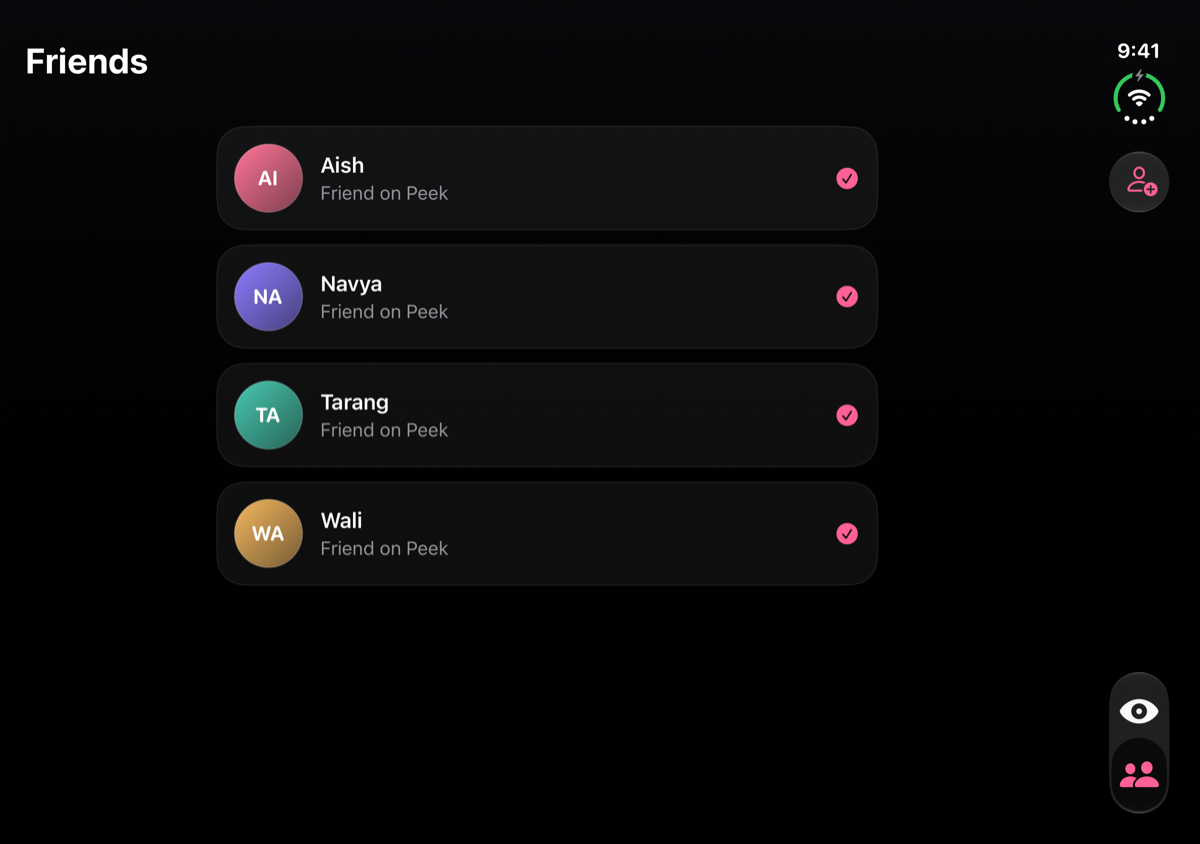 Friends
9:41
AI
Aish
Friend on Peek
NA
Navya
Friend on Peek
TA
Tarang
Friend on Peek
WA
Wali
Friend on Peek